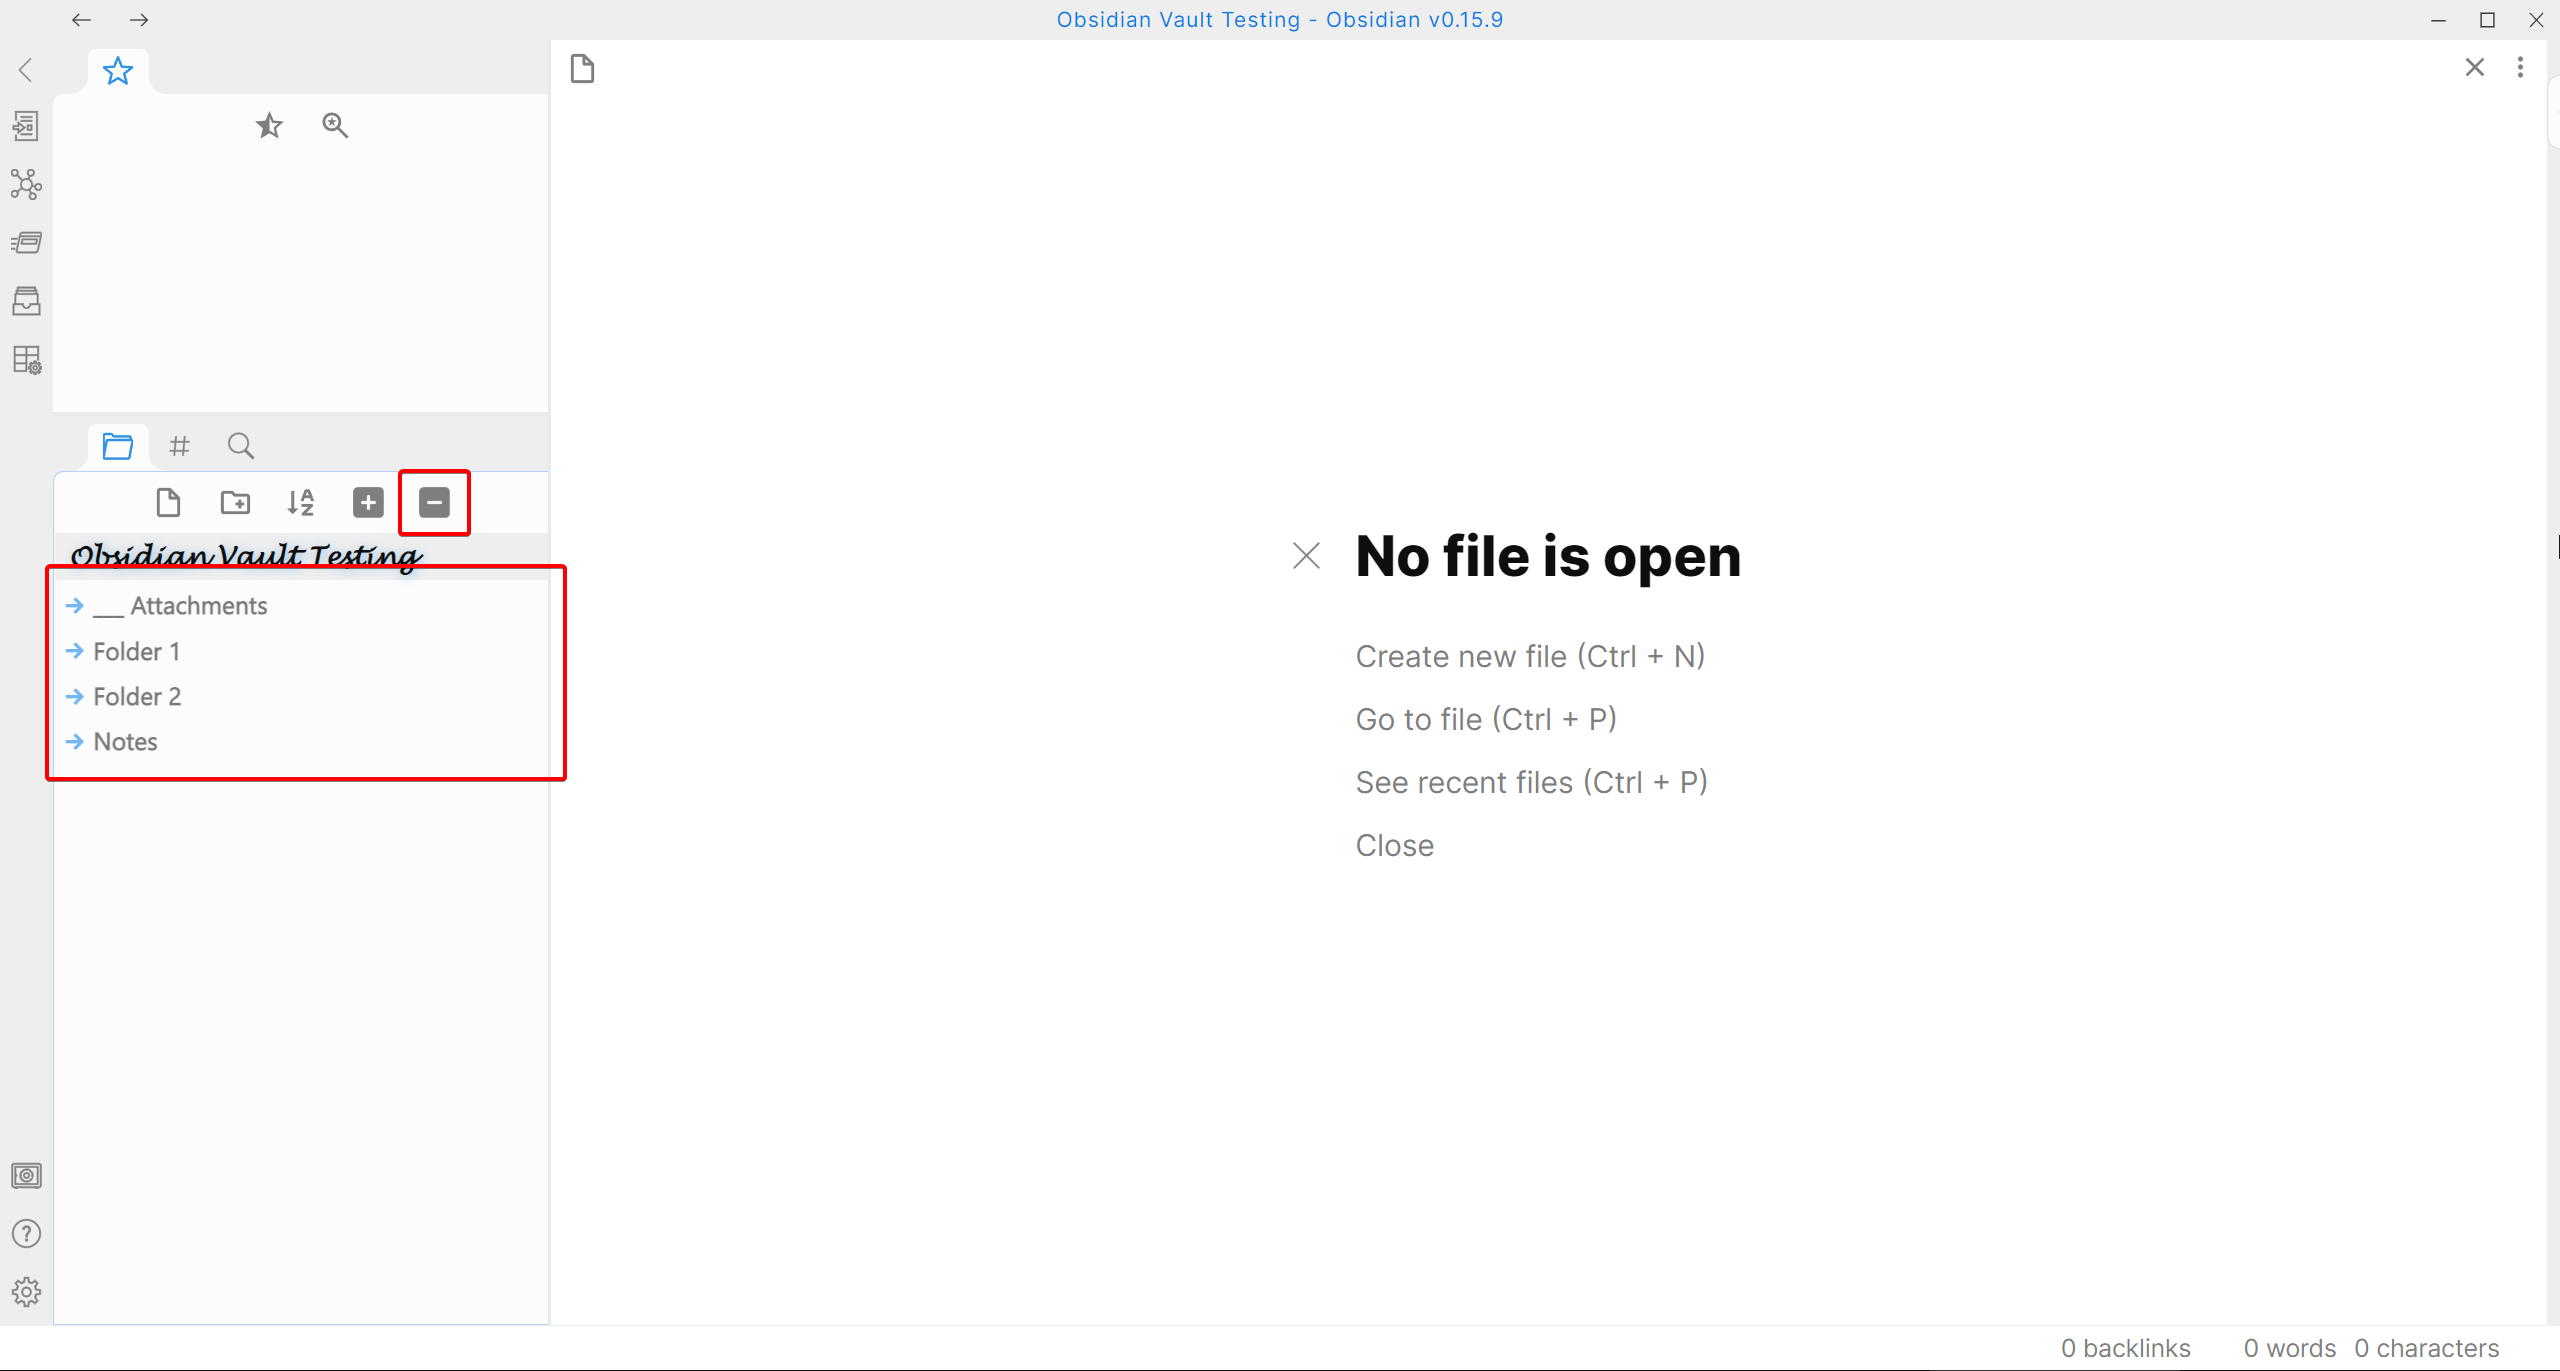 Obsidian Vault Testing - Obsidian v0.15.9
Obsidian Vault Testing
___ Attachments
Folder 1
Folder 2
Notes
No file is open
Create new file (Ctrl + N)
Go to file (Ctrl + P)
See recent files (Ctrl + P)
Close
0 backlinks 0 words 0 characters